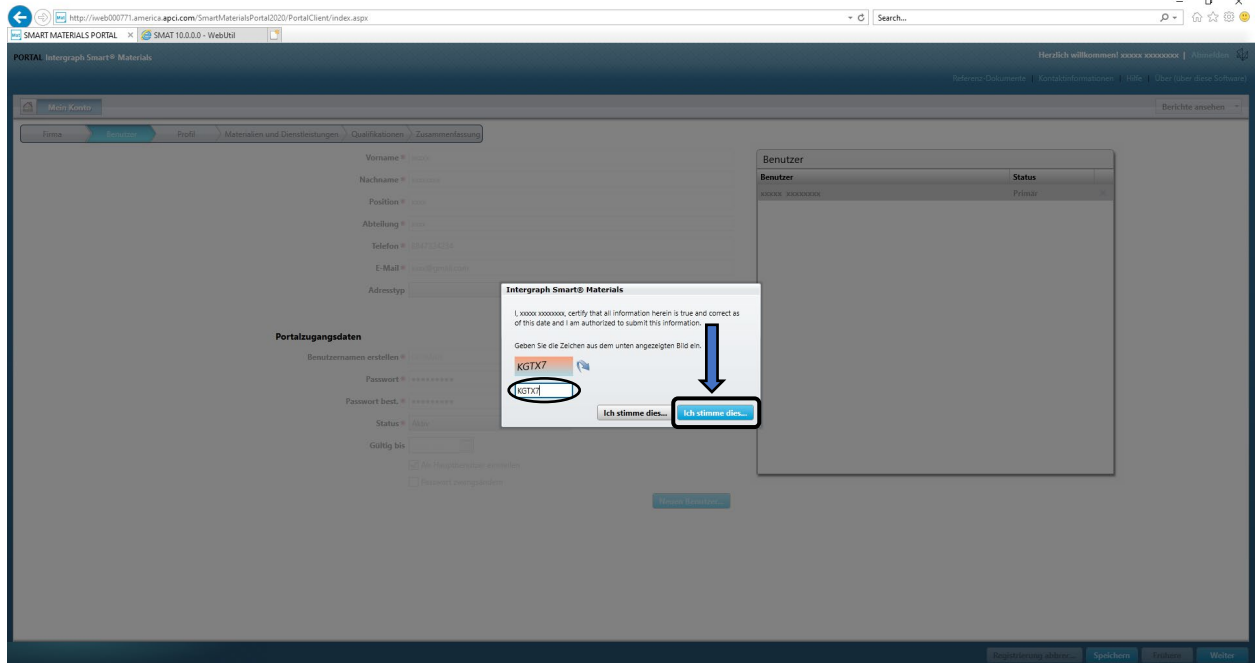 http://iweb000771.america.apci.com/SmartMaterialsPortal2020/PortalClient/index.aspx
Search...
SMART MATERIALS PORTAL
SMAT 10.0.0.0 - WebUtil
PORTAL Intergraph Smart® Materials
Herzlich willkommen! xxxxx xxxxxxxx | Abmelden
Referenz-Dokumente | Kontaktinformationen | Hilfe | Über (über diese Software)
Mein Konto
Berichte ansehen
Firma
Benutzer
Profil
Materialien und Dienstleistungen
Qualifikationen
Zusammenfassung
Vorname *
Nachname *
Position *
Abteilung *
Telefon *
E-Mail *
Adresstyp
Benutzer
Benutzer Status
xxxxx xxxxxxxx Primär
Intergraph Smart® Materials
I, xxxxx xxxxxxxx, certify that all information herein is true and correct as
of this date and I am authorized to submit this information.
Geben Sie die Zeichen aus dem unten angezeigten Bild ein.
KGTX7
KGTX7
Ich stimme dies...
Ich stimme dies...
Portalzugangsdaten
Benutzernamen erstellen *
Passwort *
Passwort best. *
Status * Aktiv
Gültig bis
Speichern
Weiter